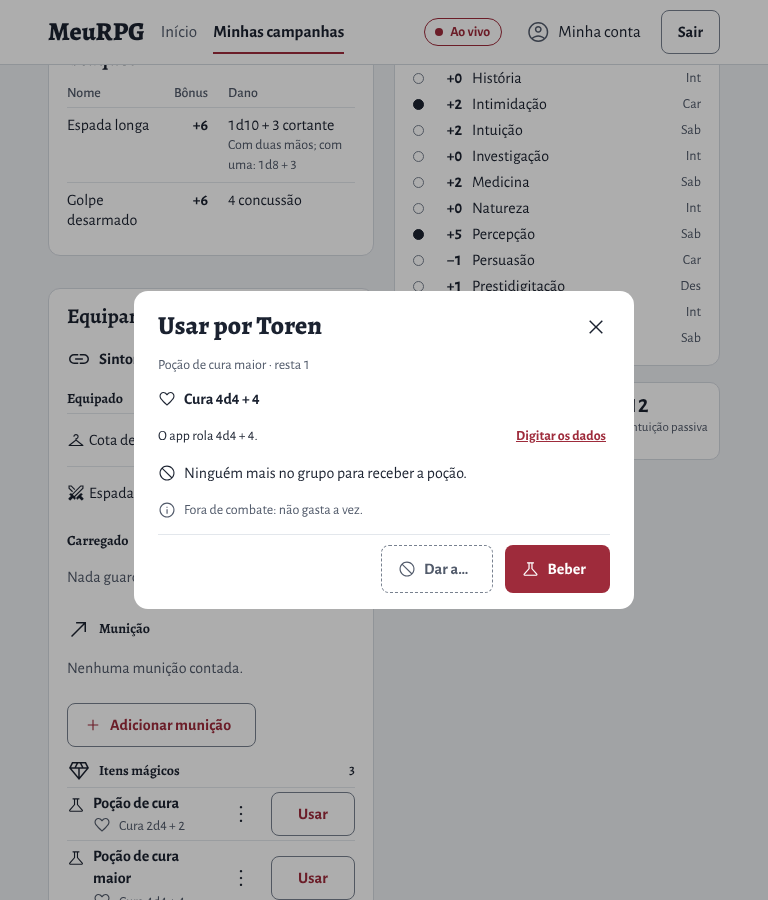 MeuRPG
Início
Minhas campanhas
Ao vivo
Minha conta
Sair
Nome Bônus Dano
Espada longa +6 1d10 + 3 cortante
Com duas mãos; com
uma: 1d8 + 3
Golpe
desarmado
+6 4 concussão
+0 História Int
+2 Intimidação Car
+2 Intuição Sab
+0 Investigação Int
+2 Medicina Sab
+0 Natureza Int
+5 Percepção Sab
−1 Persuasão Car
+1 Prestidigitação Des
Int
Sab
Usar por Toren
Poção de cura maior · resta 1
Cura 4d4 + 4
O app rola 4d4 + 4.
Digitar os dados
Ninguém mais no grupo para receber a poção.
Fora de combate: não gasta a vez.
Dar a...
Beber
Equipado
Cota de
Espada
Carregado
Munição
Nenhuma munição contada.
Adicionar munição
Itens mágicos 3
Poção de cura
Cura 2d4 + 2
Usar
Poção de cura
maior
Usar
passiva